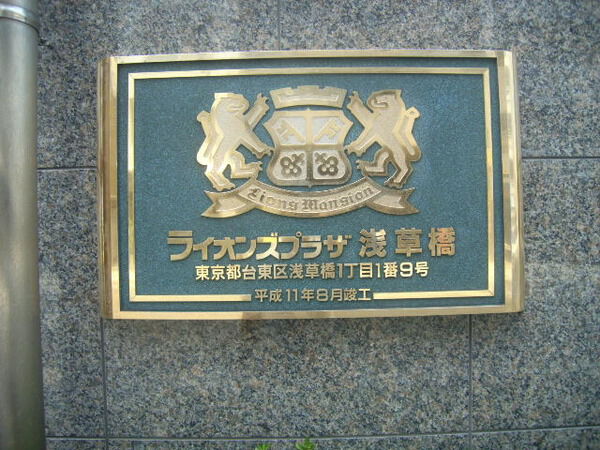 Lions Mansion
ライオンズプラザ浅草橋
東京都台東区浅草橋1丁目1番9号
平成11年8月竣工